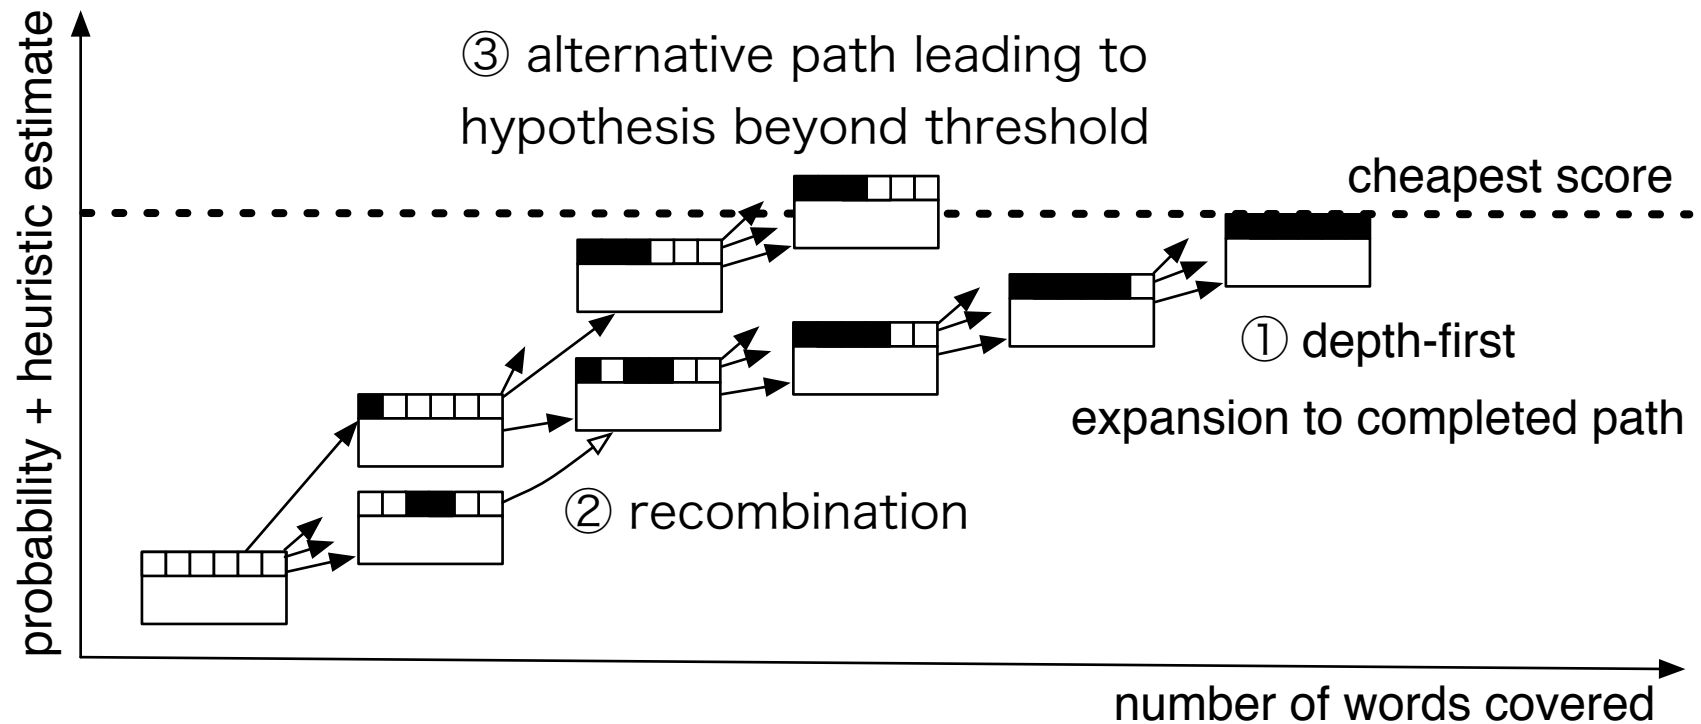 probability + heuristic estimate
③ alternative path leading to
hypothesis beyond threshold
cheapest score
① depth-first
expansion to completed path
② recombination
number of words covered